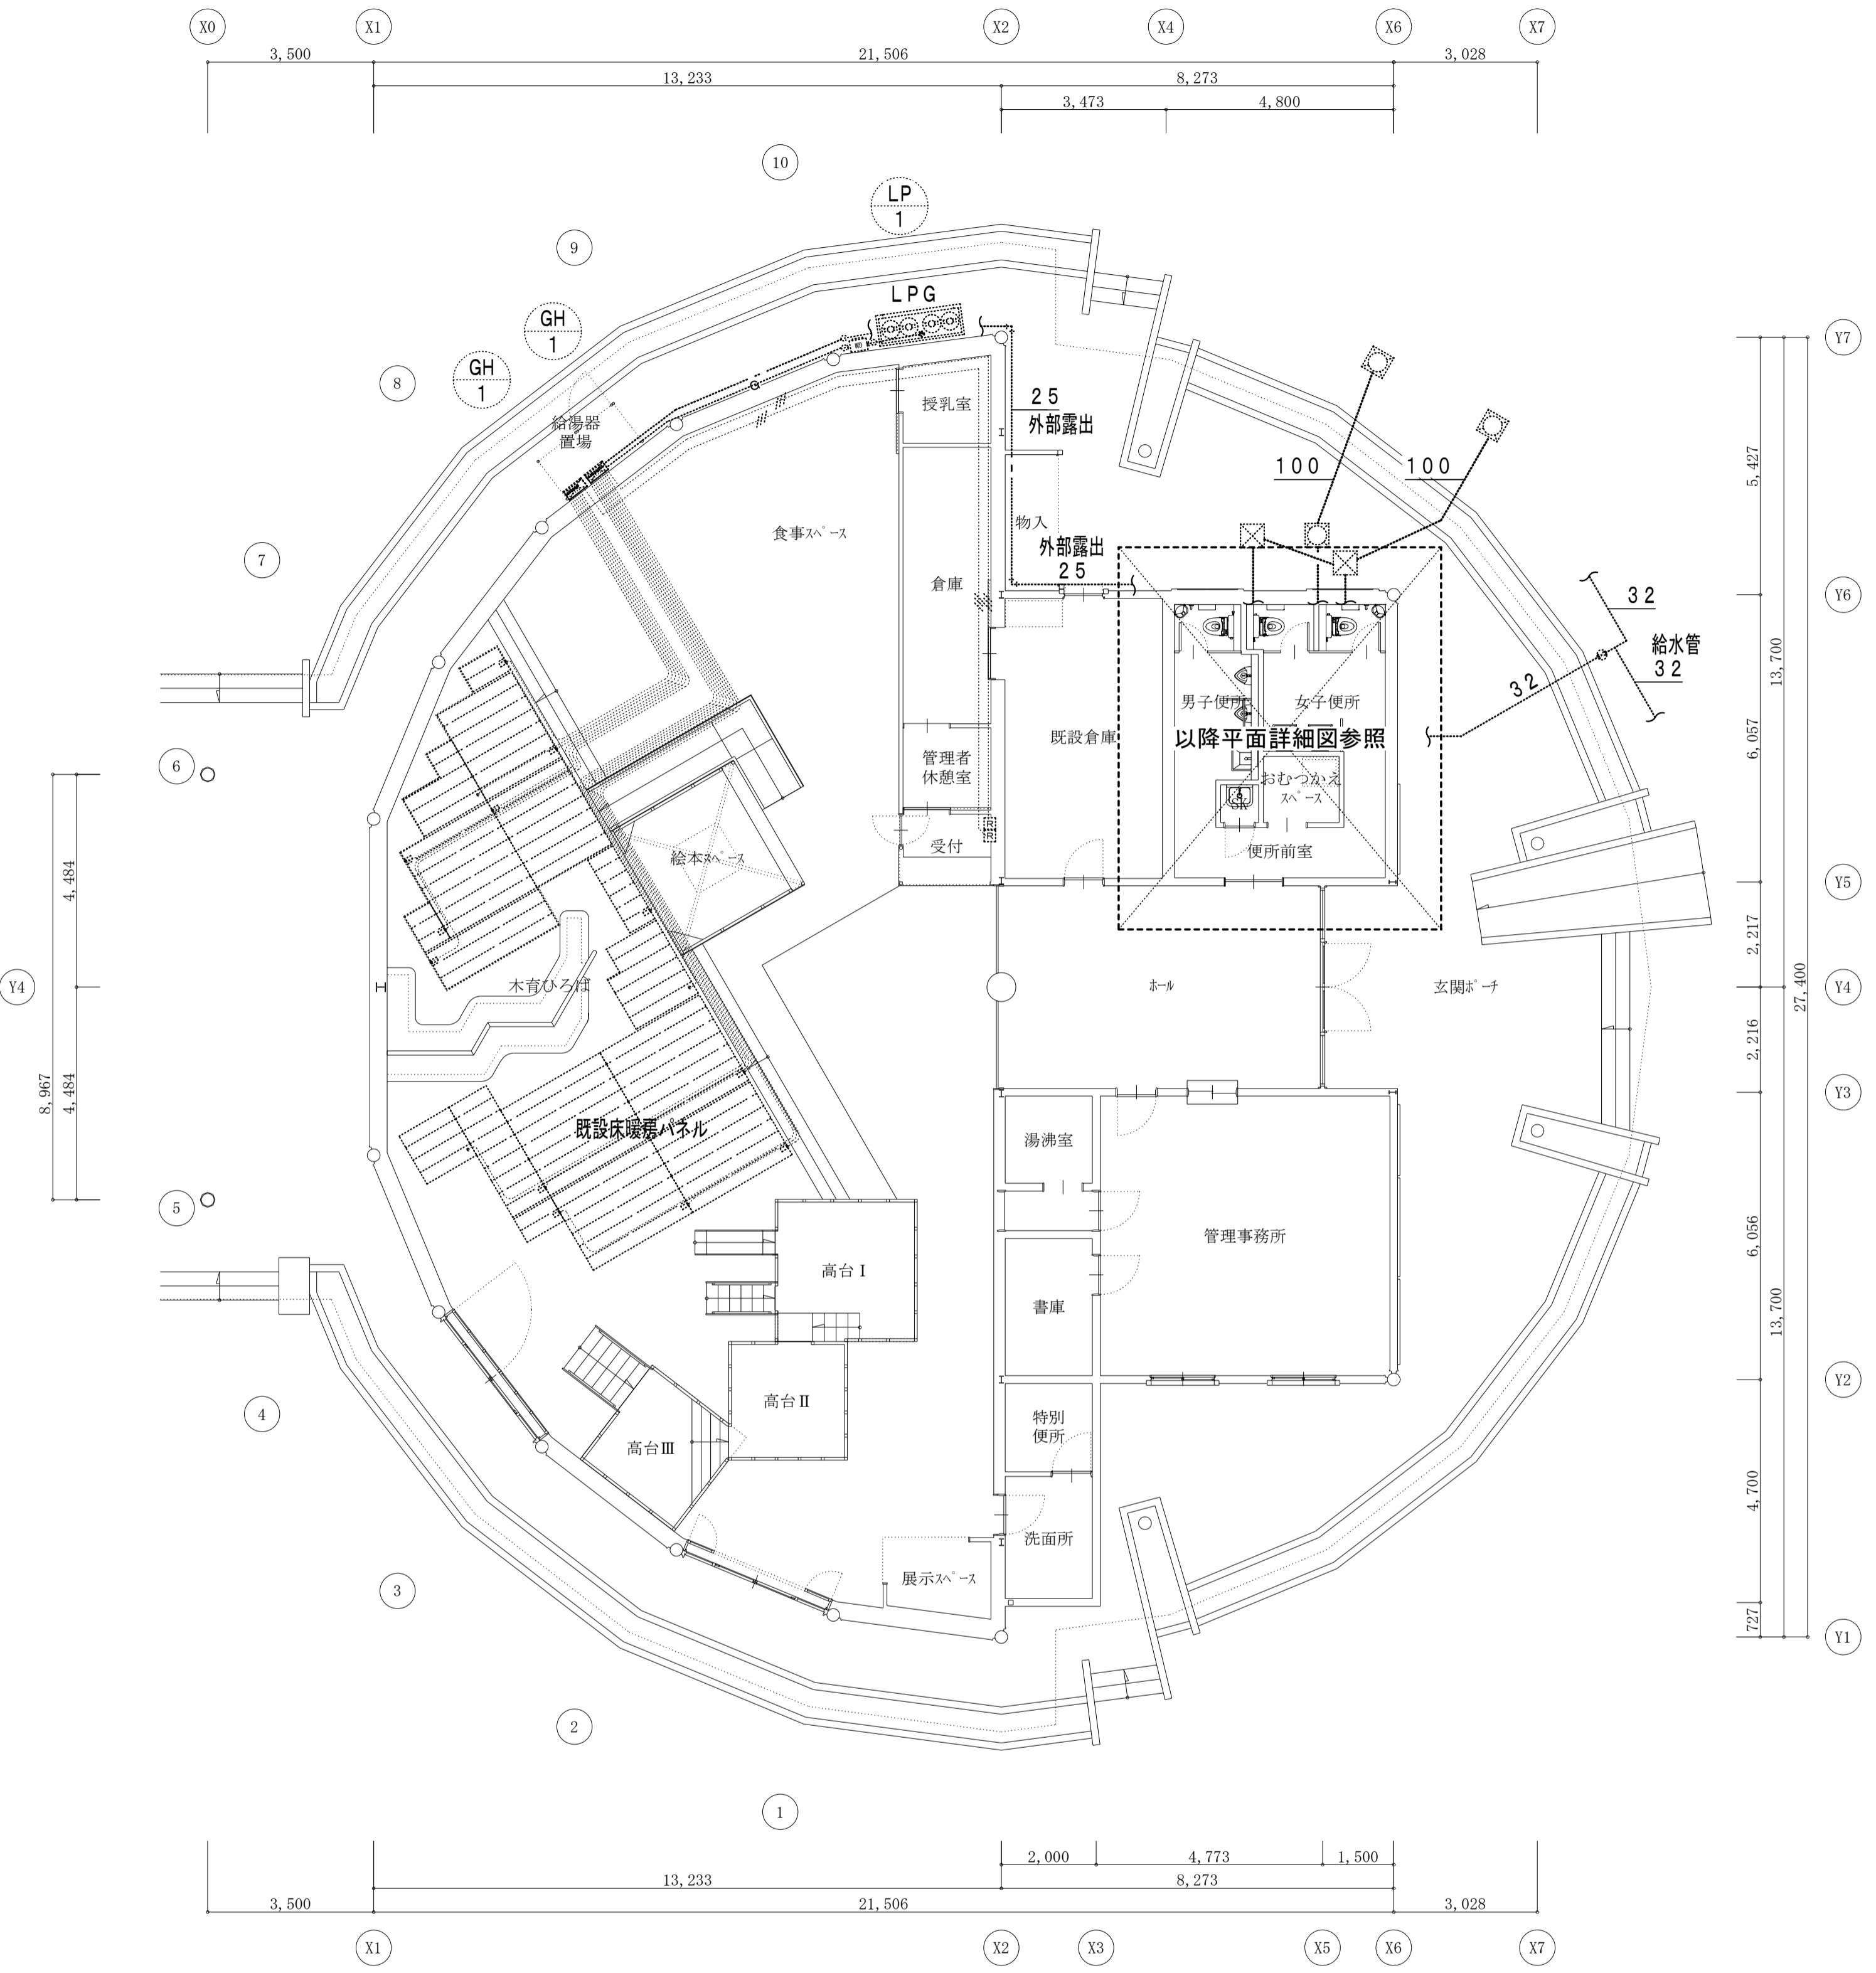 X0
X1
X2
X4
X6
X7
3,500
21,506
3,028
13,233
8,273
3,473
4,800
10
LP
1
9
GH
1
LPG
Y7
GH
1
8
授乳室
25
外部露出
給湯器
置場
100
100
5,427
物入
食事スペース
外部露出
25
7
倉庫
Y6
32
給水管
32
13,700
32
男子便所
女子便所
既設倉庫
以降平面詳細図参照
6,057
管理者
休憩室
6
おむつかえ
スペース
SK
R
R
受付
便所前室
絵本スペース
4,484
Y5
2,217
Y4
木育ひろば
ホール
玄関ポーチ
27,400
Y4
2,216
8,967
4,484
Y3
既設床暖房パネル
湯沸室
5
6,056
管理事務所
高台Ⅰ
書庫
13,700
Y2
高台Ⅱ
4
特別
便所
高台Ⅲ
4,700
洗面所
展示スペース
3
727
Y1
2
1
2,000
4,773
1,500
13,233
8,273
3,500
21,506
3,028
X1
X2
X3
X5
X6
X7